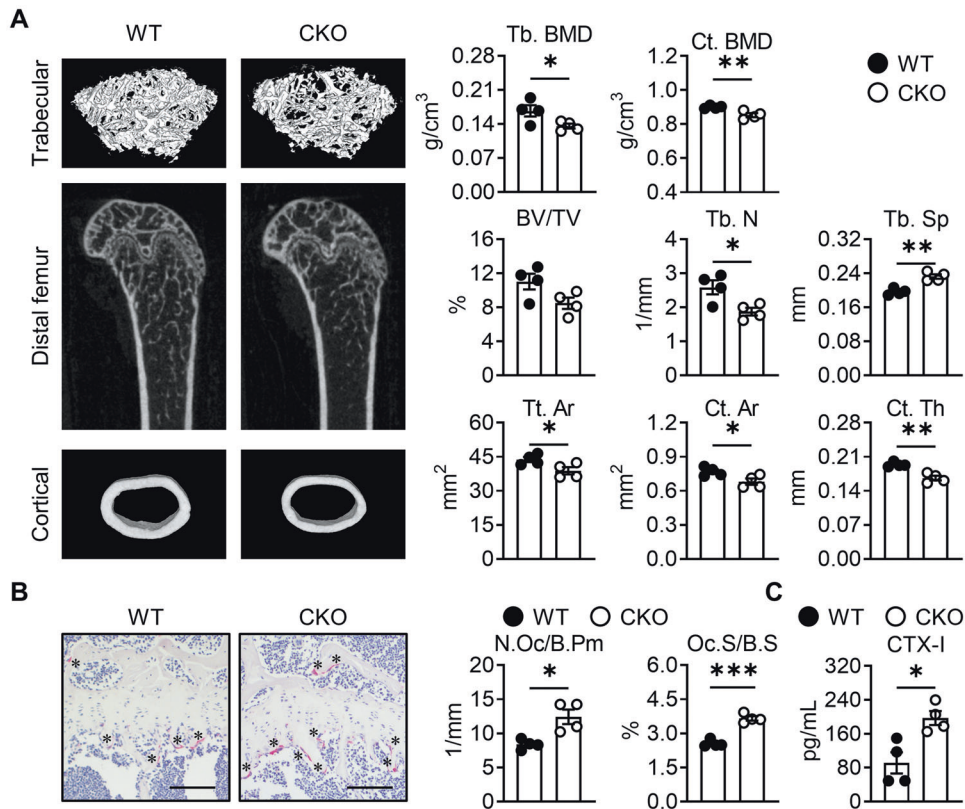 A
WT
CKO
Trabecular
Distal femur
Cortical
Tb. BMD
*
g/cm3
0.28
0.21
0.14
0.07
0.00
Ct. BMD
**
g/cm3
1.2
1.0
0.8
0.6
0.4
WT
CKO
BV/TV
%
16
12
8
4
0
Tb. N
*
1/mm
4
3
2
1
0
Tb. Sp
**
mm
0.32
0.24
0.16
0.08
0.00
Tt. Ar
*
mm2
60
45
30
15
0
Ct. Ar
*
mm2
1.2
0.9
0.6
0.3
0.0
Ct. Th
**
mm
0.28
0.21
0.14
0.07
0.00
B
WT
CKO
* * * * * *
* * * * * * * *
WT CKO
N.Oc/B.Pm
*
1/mm
20
15
10
5
0
Oc.S/B.S
***
%
6.0
4.5
3.0
1.5
0.0
C
WT CKO
CTX-I
*
pg/mL
320
240
160
80
0